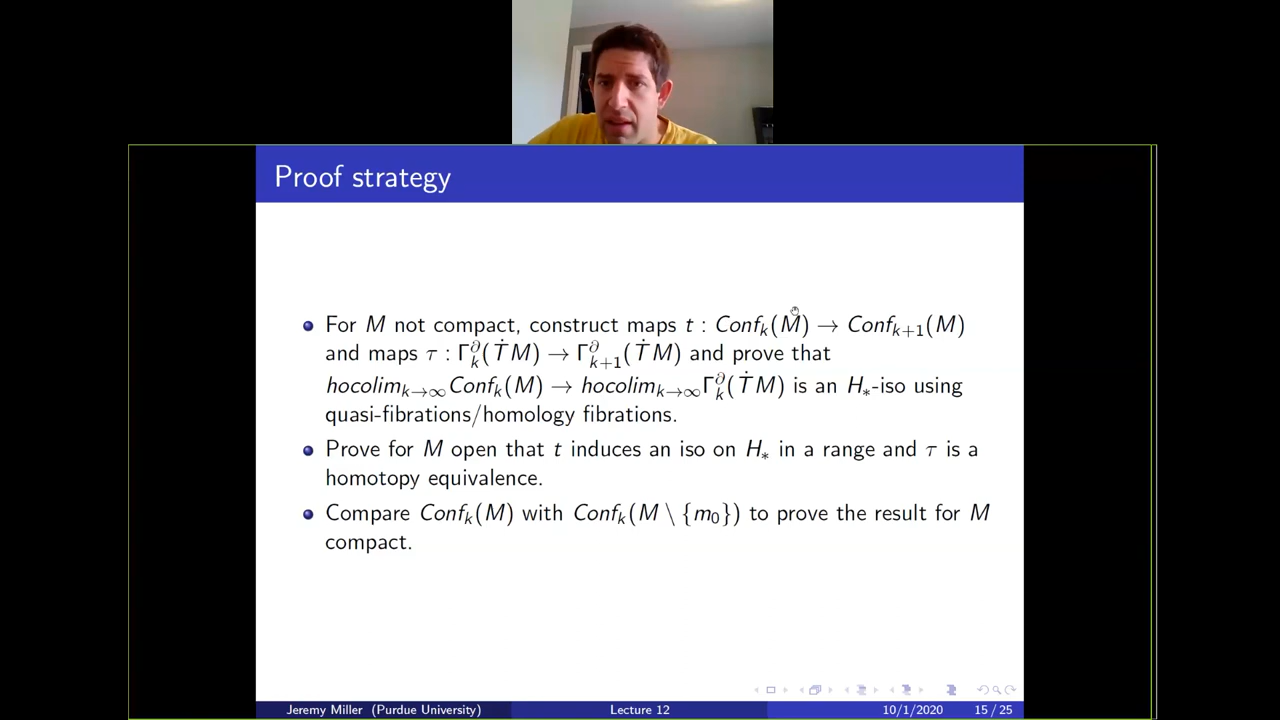 Proof strategy
For M not compact, construct maps t : Conf_k(M) → Conf_{k+1}(M)
and maps τ : Γ^∂_k(ṪM) → Γ^∂_{k+1}(ṪM) and prove that
hocolim_{k→∞}Conf_k(M) → hocolim_{k→∞}Γ^∂_k(ṪM) is an H_*-iso using
quasi-fibrations/homology fibrations.
Prove for M open that t induces an iso on H_* in a range and τ is a
homotopy equivalence.
Compare Conf_k(M) with Conf_k(M \ {m_0}) to prove the result for M
compact.
Jeremy Miller (Purdue University) Lecture 12 10/1/2020 15 / 25